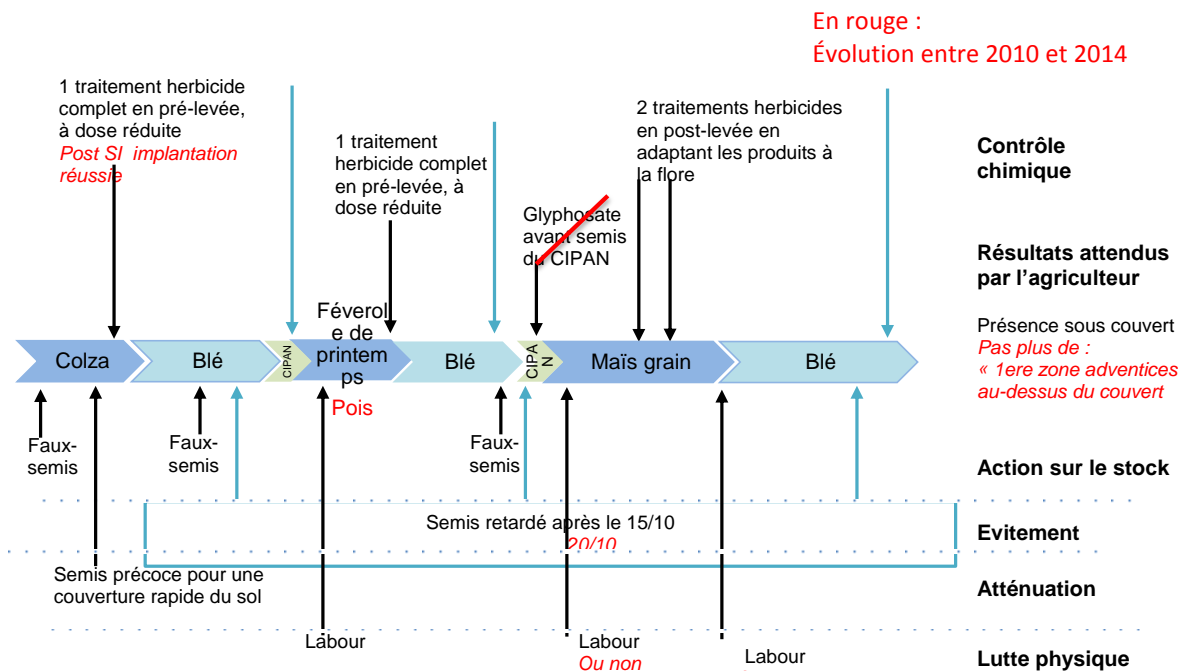 En rouge :
Évolution entre 2010 et 2014
1 traitement herbicide
complet en pré-levée,
à dose réduite
Post SI implantation
réussie
1 traitement
herbicide complet
en pré-levée, à
dose réduite
2 traitements herbicides
en post-levée en
adaptant les produits à
la flore
Glyphosate
avant semis
du CIPAN
Contrôle
chimique
Résultats attendus
par l’agriculteur
Présence sous couvert
Pas plus de :
« 1ere zone adventices
au-dessus du couvert
Colza
Blé
CIPAN
Féverol
e de
printem
ps
Pois
Blé
CIPA
N
Maïs grain
Blé
Faux-
semis
Faux-
semis
Faux-
semis
Action sur le stock
Semis retardé après le 15/10
20/10
Evitement
Semis précoce pour une
couverture rapide du sol
Atténuation
Labour
Labour
Ou non
Labour
Lutte physique